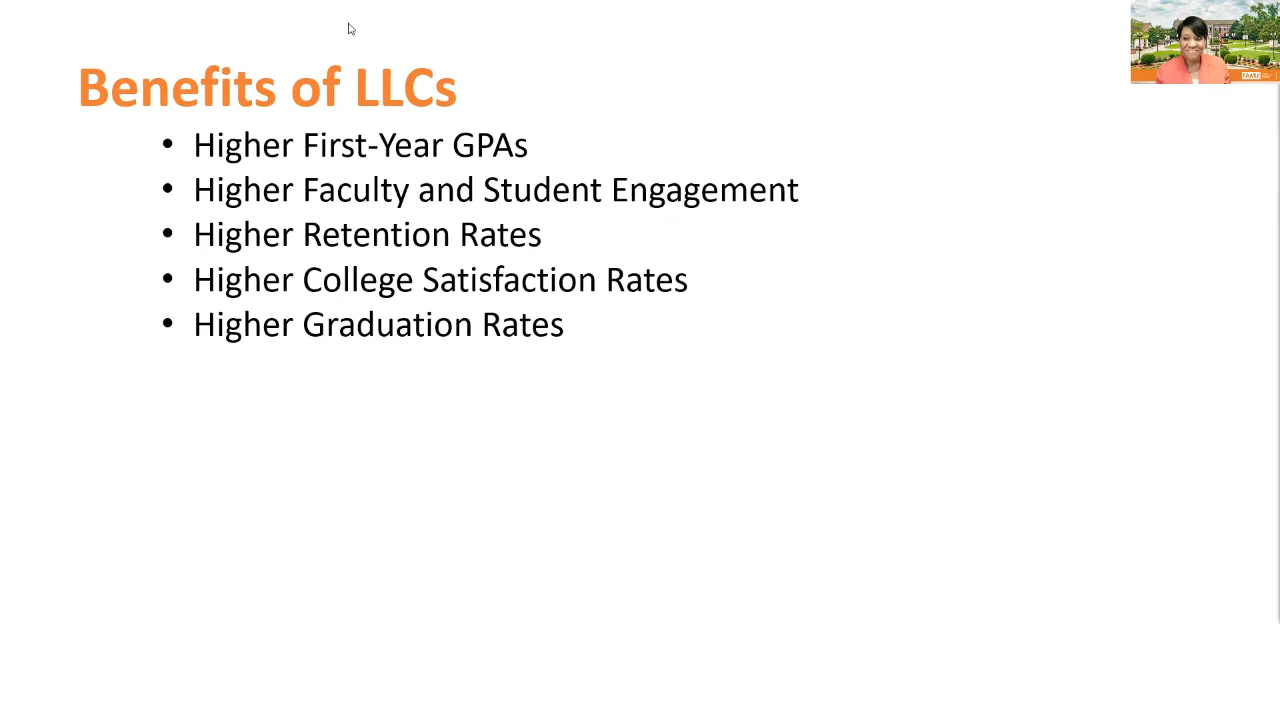 Benefits of LLCs
• Higher First-Year GPAs
• Higher Faculty and Student Engagement
• Higher Retention Rates
• Higher College Satisfaction Rates
• Higher Graduation Rates
FAMU